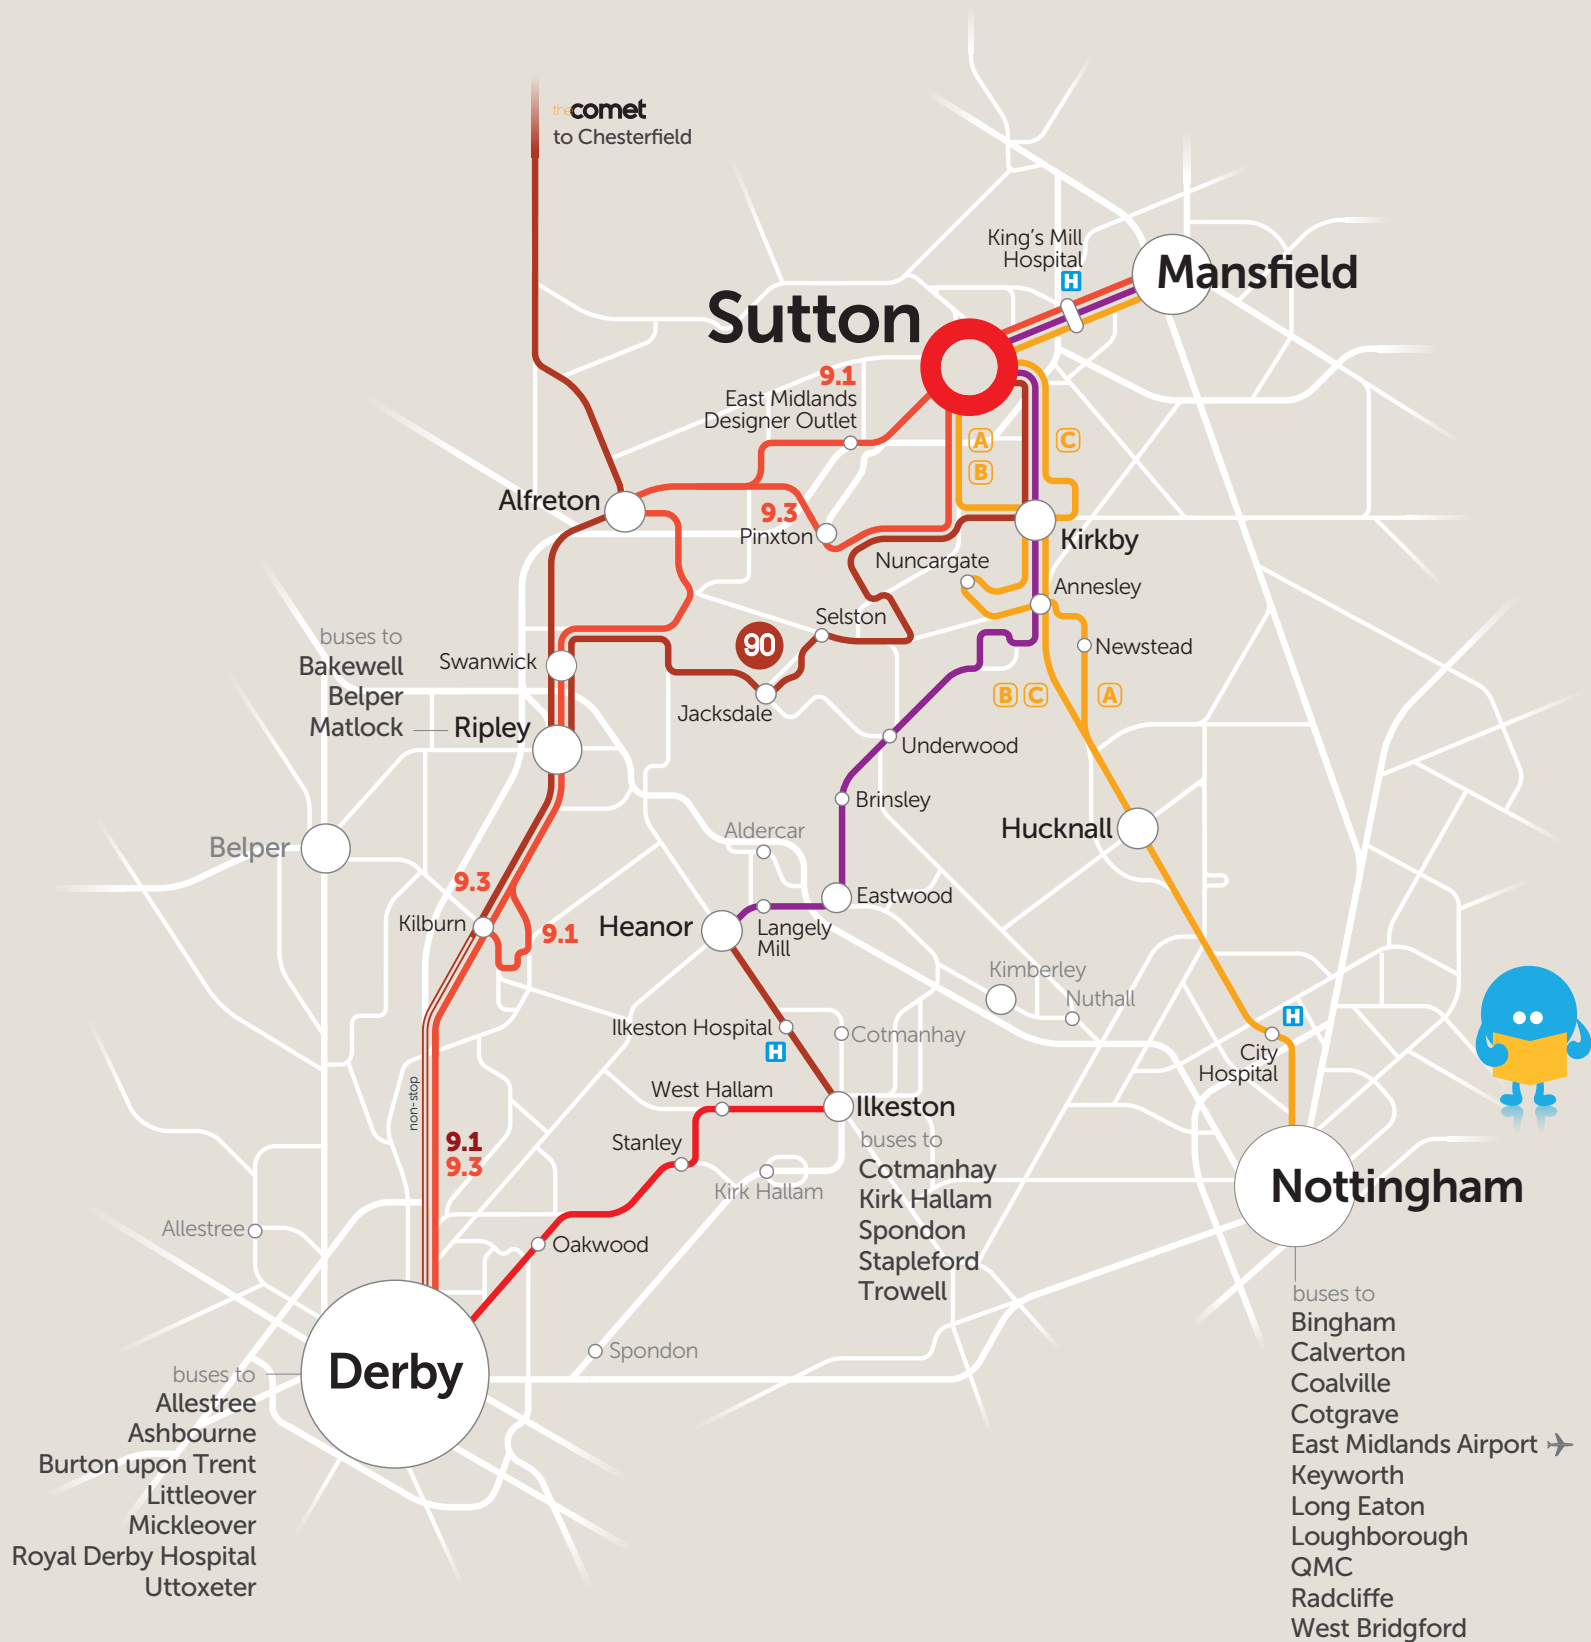 thecomet
to Chesterfield
King's Mill
Hospital
H
Mansfield
Sutton
9.1
East Midlands
Designer Outlet
A
B
C
Alfreton
9.3
Pinxton
Kirkby
Nuncargate
Annesley
Selston
90
Newstead
buses to
Bakewell
Belper
Matlock
Swanwick
Jacksdale
Ripley
B C
A
Underwood
Brinsley
Hucknall
Aldercar
Belper
9.3
Kilburn
9.1
Eastwood
Heanor
Langely
Mill
Kimberley
Nuthall
Ilkeston Hospital
H
Cotmanhay
H
City
Hospital
non-stop
West Hallam
Ilkeston
buses to
Cotmanhay
Kirk Hallam
Spondon
Stapleford
Trowell
9.1
9.3
Stanley
Kirk Hallam
Nottingham
Allestree
Oakwood
Spondon
Derby
buses to
Allestree
Ashbourne
Burton upon Trent
Littleover
Mickleover
Royal Derby Hospital
Uttoxeter
buses to
Bingham
Calverton
Coalville
Cotgrave
East Midlands Airport
Keyworth
Long Eaton
Loughborough
QMC
Radcliffe
West Bridgford